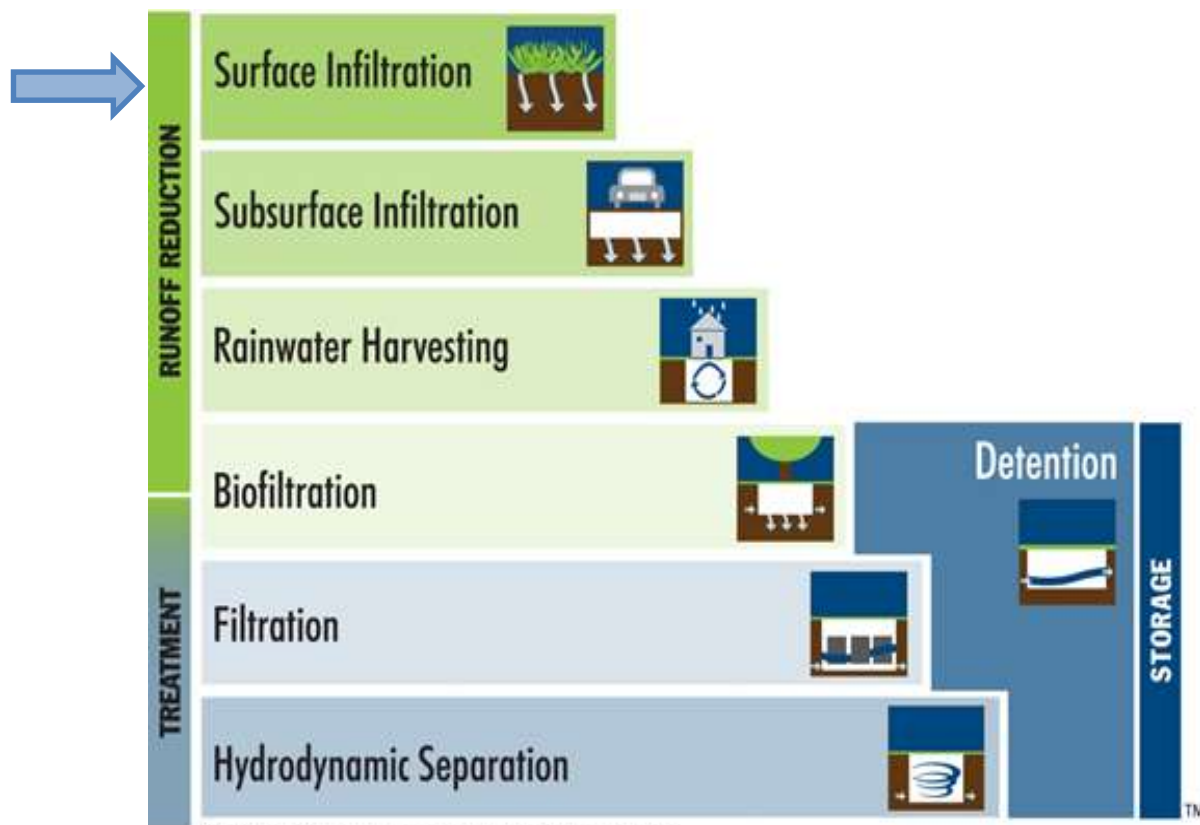 Surface Infiltration
Subsurface Infiltration
Rainwater Harvesting
Biofiltration
Filtration
Hydrodynamic Separation
RUNOFF REDUCTION
TREATMENT
Detention
STORAGE
TM